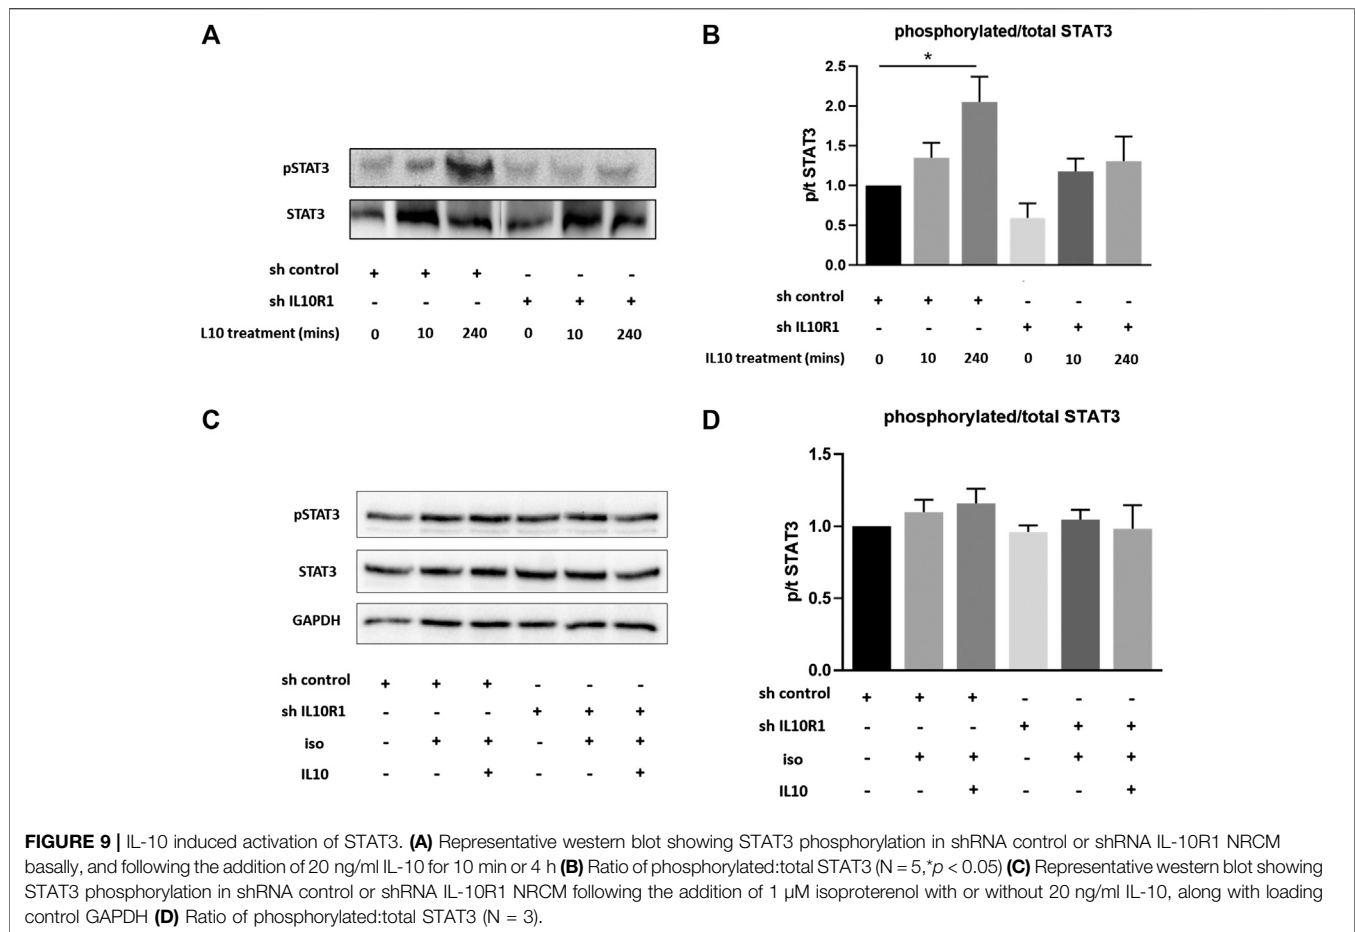 A
pSTAT3
STAT3
sh control + + + - - -
sh IL10R1 - - - + + +
L10 treatment (mins) 0 10 240 0 10 240
B
phosphorylated/total STAT3
*
p/t STAT3
2.5
2.0
1.5
1.0
0.5
0.0
sh control + + + - - -
sh IL10R1 - - - + + +
IL10 treatment (mins) 0 10 240 0 10 240
C
pSTAT3
STAT3
GAPDH
sh control + + + - - -
sh IL10R1 - - - + + +
iso - + + - + +
IL10 - - + - - +
D
phosphorylated/total STAT3
p/t STAT3
1.5
1.0
0.5
0.0
sh control + + + - - -
sh IL10R1 - - - + + +
iso - + + - + +
IL10 - - + - - +
FIGURE 9 | IL-10 induced activation of STAT3. (A) Representative western blot showing STAT3 phosphorylation in shRNA control or shRNA IL-10R1 NRCM
basally, and following the addition of 20 ng/ml IL-10 for 10 min or 4 h (B) Ratio of phosphorylated:total STAT3 (N = 5,*p < 0.05) (C) Representative western blot showing
STAT3 phosphorylation in shRNA control or shRNA IL-10R1 NRCM following the addition of 1 µM isoproterenol with or without 20 ng/ml IL-10, along with loading
control GAPDH (D) Ratio of phosphorylated:total STAT3 (N = 3).